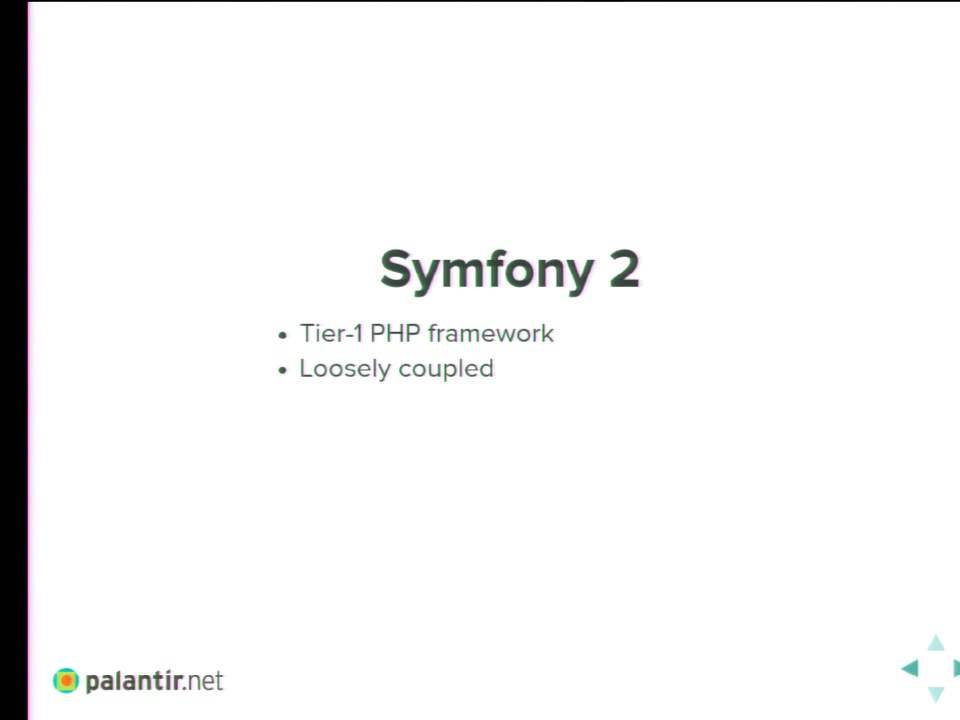 Symfony 2
• Tier-1 PHP framework
• Loosely coupled
palantir.net